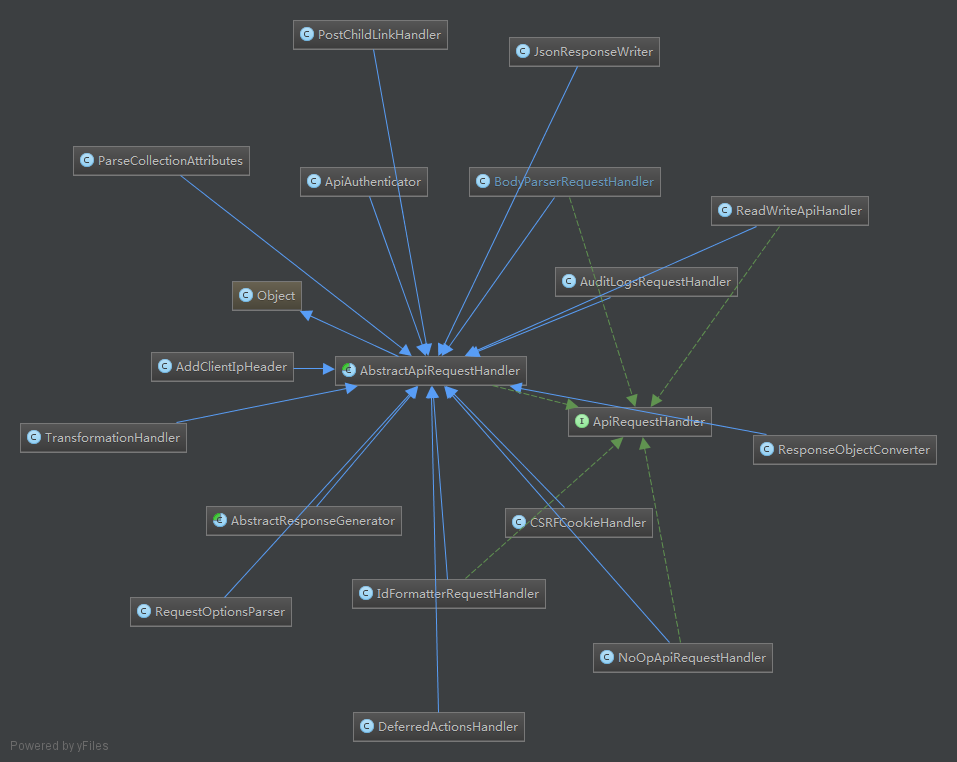 PostChildLinkHandler
JsonResponseWriter
ParseCollectionAttributes
ApiAuthenticator
BodyParserRequestHandler
ReadWriteApiHandler
AuditLogsRequestHandler
Object
AddClientIpHeader
AbstractApiRequestHandler
ApiRequestHandler
TransformationHandler
ResponseObjectConverter
AbstractResponseGenerator
CSRFCookieHandler
IdFormatterRequestHandler
RequestOptionsParser
NoOpApiRequestHandler
DeferredActionsHandler
Powered by yFiles